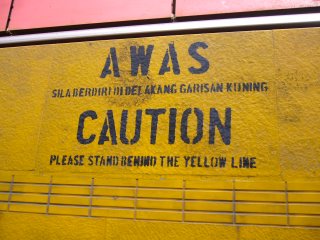 AWAS
SILA BERDIRI DI BELAKANG GARISAN KUNING
CAUTION
PLEASE STAND BEHIND THE YELLOW LINE